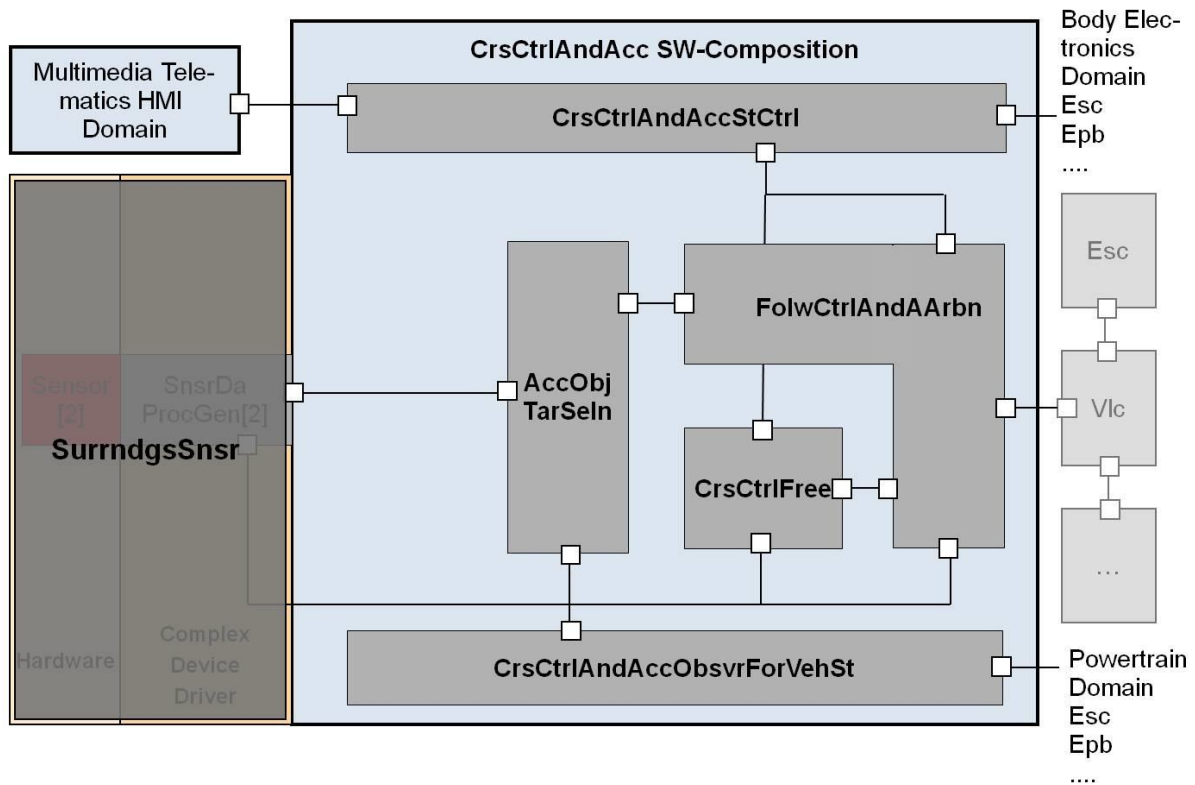 CrsCtrlAndAcc SW-Composition
Multimedia Tele-
matics HMI
Domain
CrsCtrlAndAccStCtrl
Body Elec-
tronics
Domain
Esc
Epb
....
Esc
FolwCtrlAndAArbn
AccObj
TarSeln
Sensor
[2]
SnsrDa
ProcGen[2]
SurrndgsSnsr
Vlc
CrsCtrlFree
...
Hardware
Complex
Device
Driver
CrsCtrlAndAccObsvrForVehSt
Powertrain
Domain
Esc
Epb
....